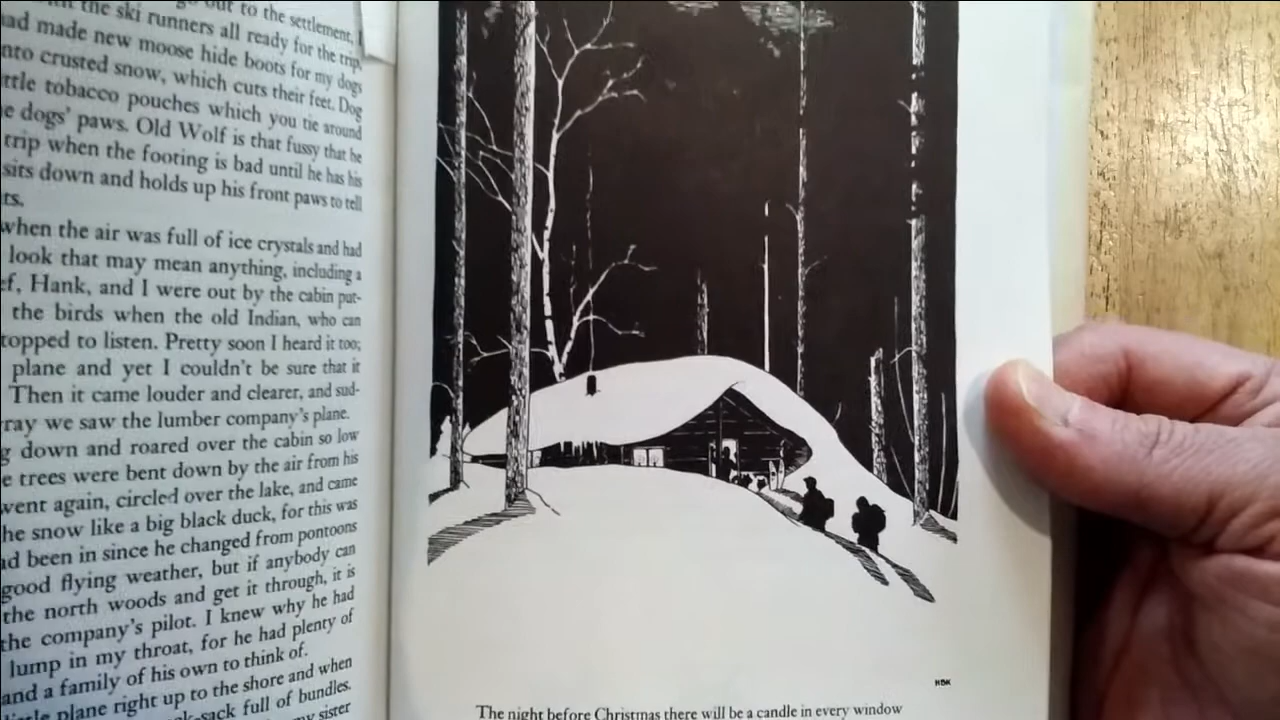 out to the settlement, I
the ski runners all ready for the trip.
ad made new moose hide boots for my dogs
nto crusted snow, which cuts their feet. Dog
ttle tobacco pouches which you tie around
e dogs' paws. Old Wolf is that fussy that he
trip when the footing is bad until he has his
sits down and holds up his front paws to tell
ts.
when the air was full of ice crystals and had
look that may mean anything, including a
ef, Hank, and I were out by the cabin put-
the birds when the old Indian, who can
topped to listen. Pretty soon I heard it too;
plane and yet I couldn't be sure that it
Then it came louder and clearer, and sud-
ray we saw the lumber company's plane.
g down and roared over the cabin so low
e trees were bent down by the air from his
went again, circled over the lake, and came
he snow like a big black duck, for this was
ad been in since he changed from pontoons
good flying weather, but if anybody can
the north woods and get it through, it is
the company's pilot. I knew why he had
lump in my throat, for he had plenty of
and a family of his own to think of.
plane right up to the shore and when
k-sack full of bundles.
my sister
HBK
The night before Christmas there will be a candle in every window